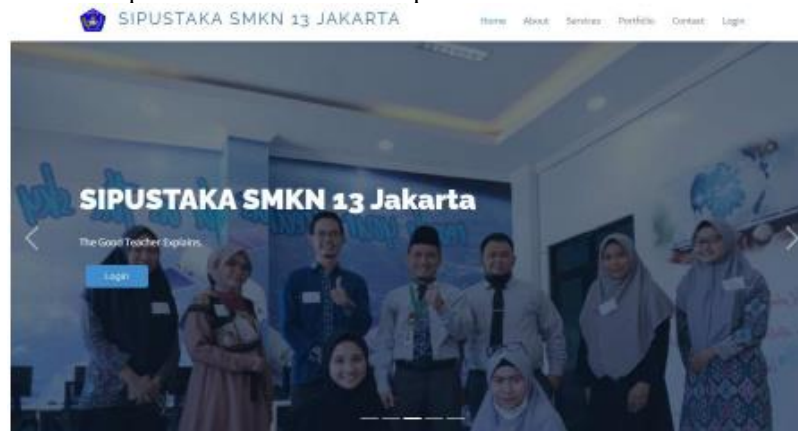 SIPUSTAKA SMKN 13 JAKARTA
Home About Services Portfolio Contact Login
SIPUSTAKA SMKN 13 Jakarta
The Good Teacher Explains.
Login